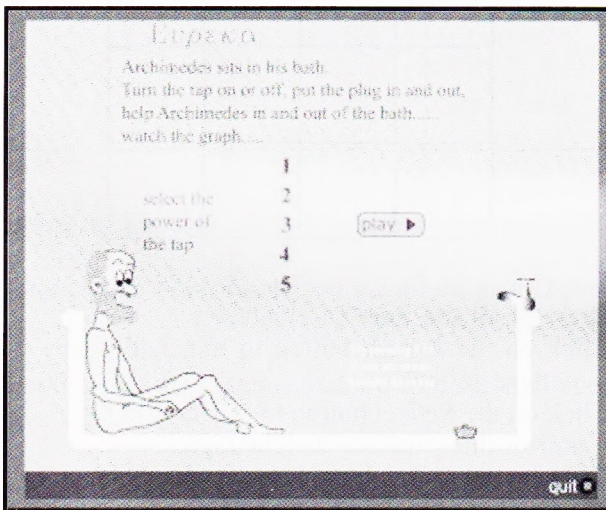 Ευρεκα
Archimedes sits in his bath.
Turn the tap on or off, put the plug in and out,
help Archimedes in and out of the bath......
watch the graph.....
select the
power of
the tap
1
2
3
4
5
play
quit